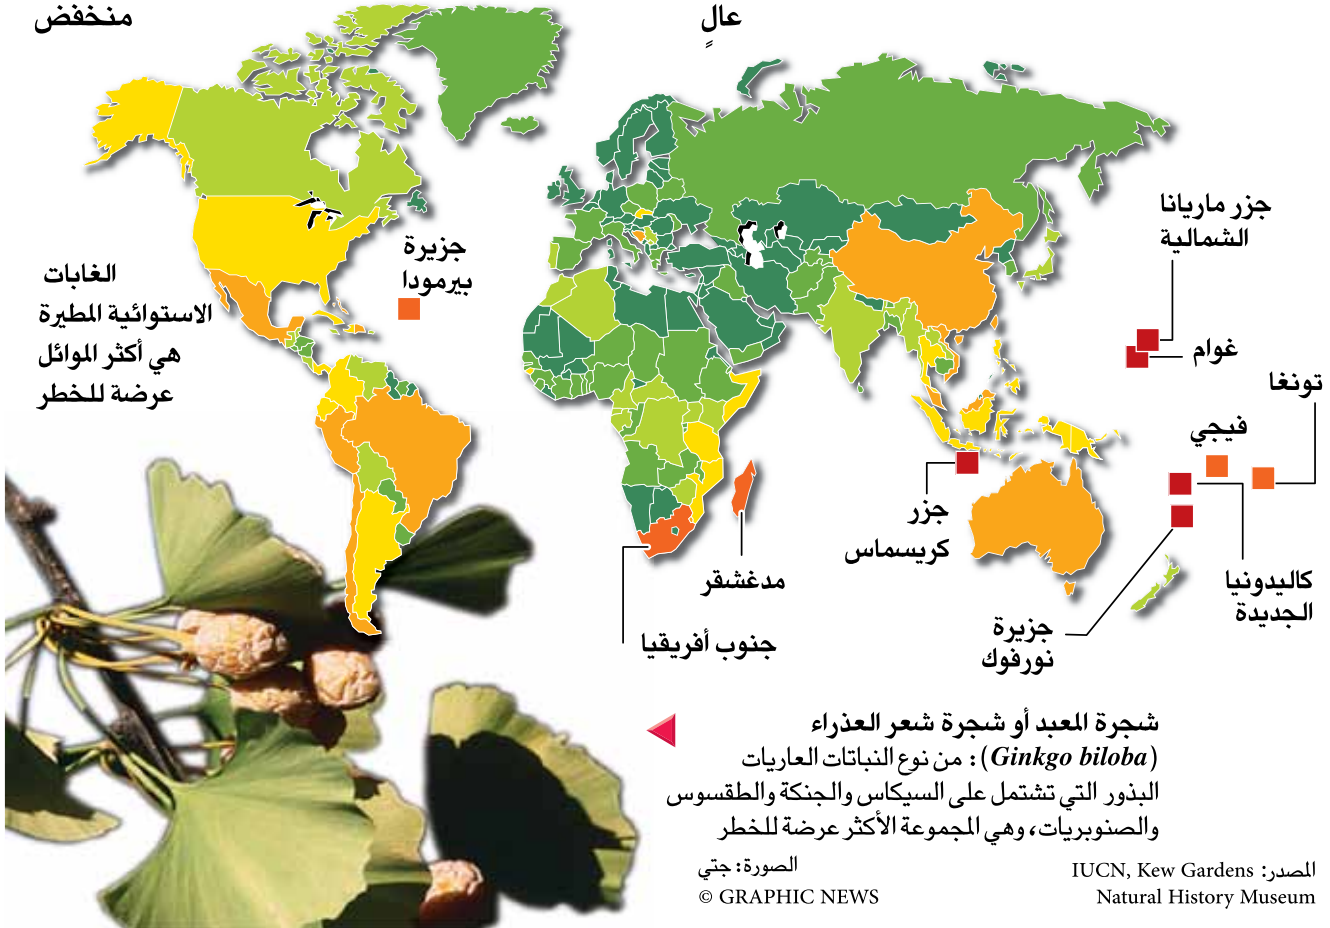 عالٍ
منخفض
جزر ماريانا
الشمالية
غوام
تونغا
فيجي
جزيرة
بيرمودا
الغابات
الاستوائية المطيرة
هي أكثر الموائل
عرضة للخطر
جزر
كريسماس
مدغشقر
جنوب أفريقيا
كاليدونيا
الجديدة
جزيرة
نورفوك
شجرة المعبد أو شجرة شعر العذراء
(Ginkgo biloba): من نوع النباتات العاريات
البذور التي تشتمل على السيكاس والجنكة والطقسوس
والصنوبريات، وهي المجموعة الأكثر عرضة للخطر
المصدر: IUCN, Kew Gardens
Natural History Museum
الصورة: جتي
© GRAPHIC NEWS